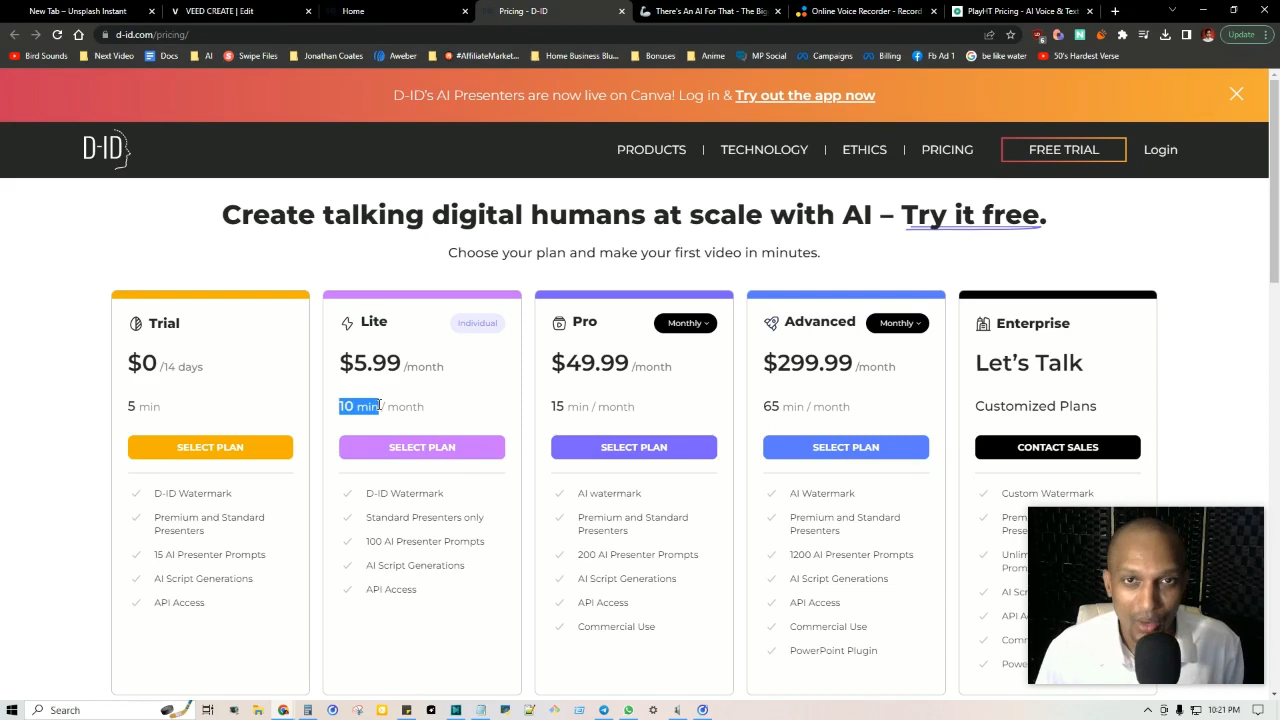 New Tab – Business Instant
VEED CREATE | Edit
Home
Pricing - D-ID
There's An AI For That - The Big
Online Voice Recorder - Record
PlayHT Pricing - AI Voice & Text
d-id.com/pricing/
Update
Bird Sounds
Next Video
Docs
AI
Swipe Files
Jonathan Goates
Aweber
#AffiliateMarket...
Home Business Blu...
Bonuses
Anime
MP Social
Campaigns
Billing
Fb Ad 1
be like water
50's Hardest Verse
D-ID's AI Presenters are now live on Canva! Log in & Try out the app now
D-ID
PRODUCTS | TECHNOLOGY | ETHICS | PRICING
FREE TRIAL
Login
Create talking digital humans at scale with AI – Try it free.
Choose your plan and make your first video in minutes.
Trial
$0 /14 days
5 min
SELECT PLAN
D-ID Watermark
Premium and Standard
Presenters
15 AI Presenter Prompts
AI Script Generations
API Access
Lite
Individual
$5.99 /month
10 min / month
SELECT PLAN
D-ID Watermark
Standard Presenters only
100 AI Presenter Prompts
AI Script Generations
API Access
Pro
Monthly
$49.99 /month
15 min / month
SELECT PLAN
AI watermark
Premium and Standard
Presenters
200 AI Presenter Prompts
AI Script Generations
API Access
Commercial Use
Advanced
Monthly
$299.99 /month
65 min / month
SELECT PLAN
AI Watermark
Premium and Standard
Presenters
1200 AI Presenter Prompts
AI Script Generations
API Access
Commercial Use
PowerPoint Plugin
Enterprise
Let's Talk
Customized Plans
CONTACT SALES
Custom Watermark
Search
10:21 PM